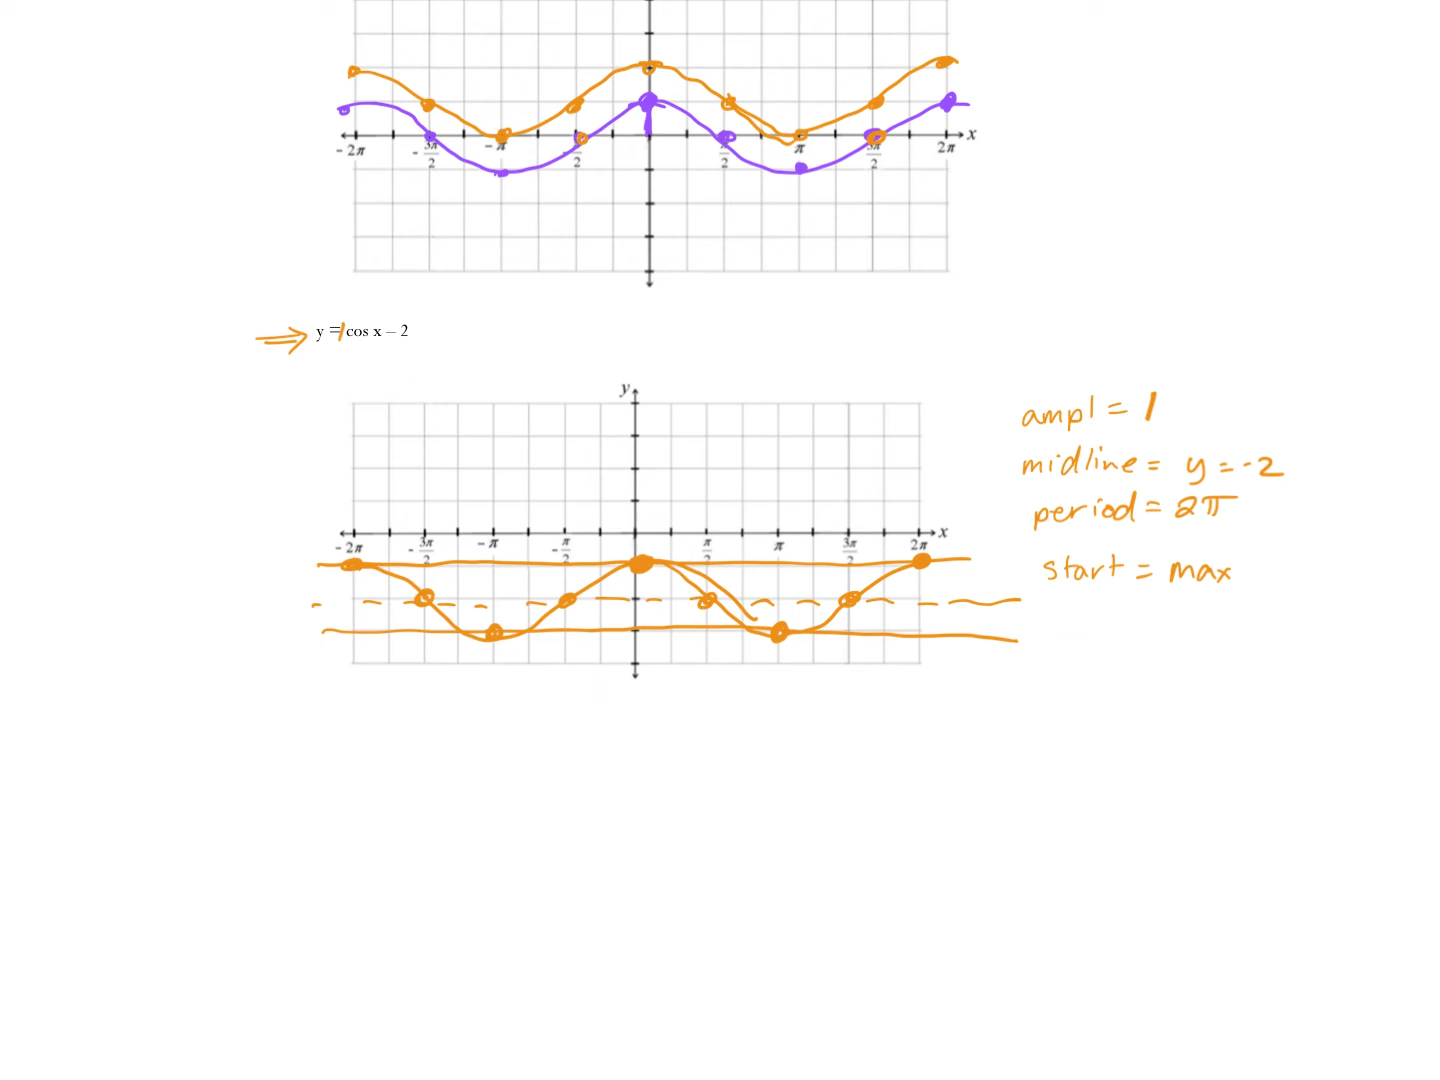 x
- 2π - 3π/2 - π π/2 π/2 π 3π/2 2π
y = 1 cos x – 2
y
ampl = 1
midline = y = -2
period = 2π
x
- 2π - 3π/2 - π - π/2 π/2 π 3π/2 2π
start = max